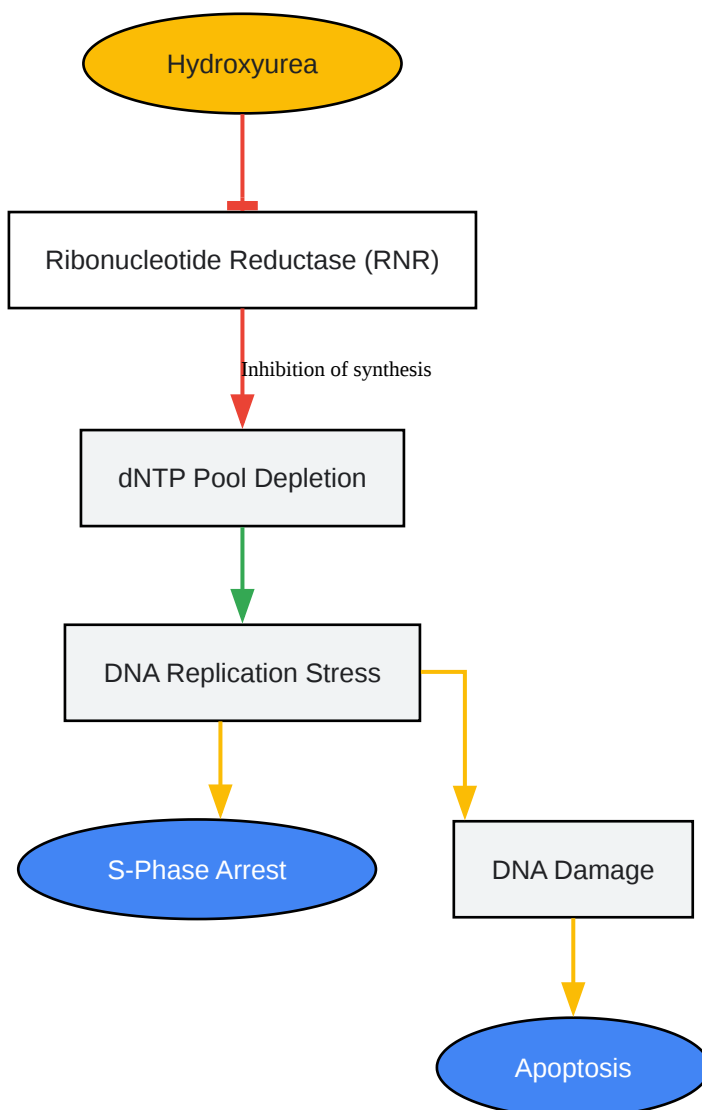 Hydroxyurea
Ribonucleotide Reductase (RNR)
Inhibition of synthesis
dNTP Pool Depletion
DNA Replication Stress
S-Phase Arrest
DNA Damage
Apoptosis